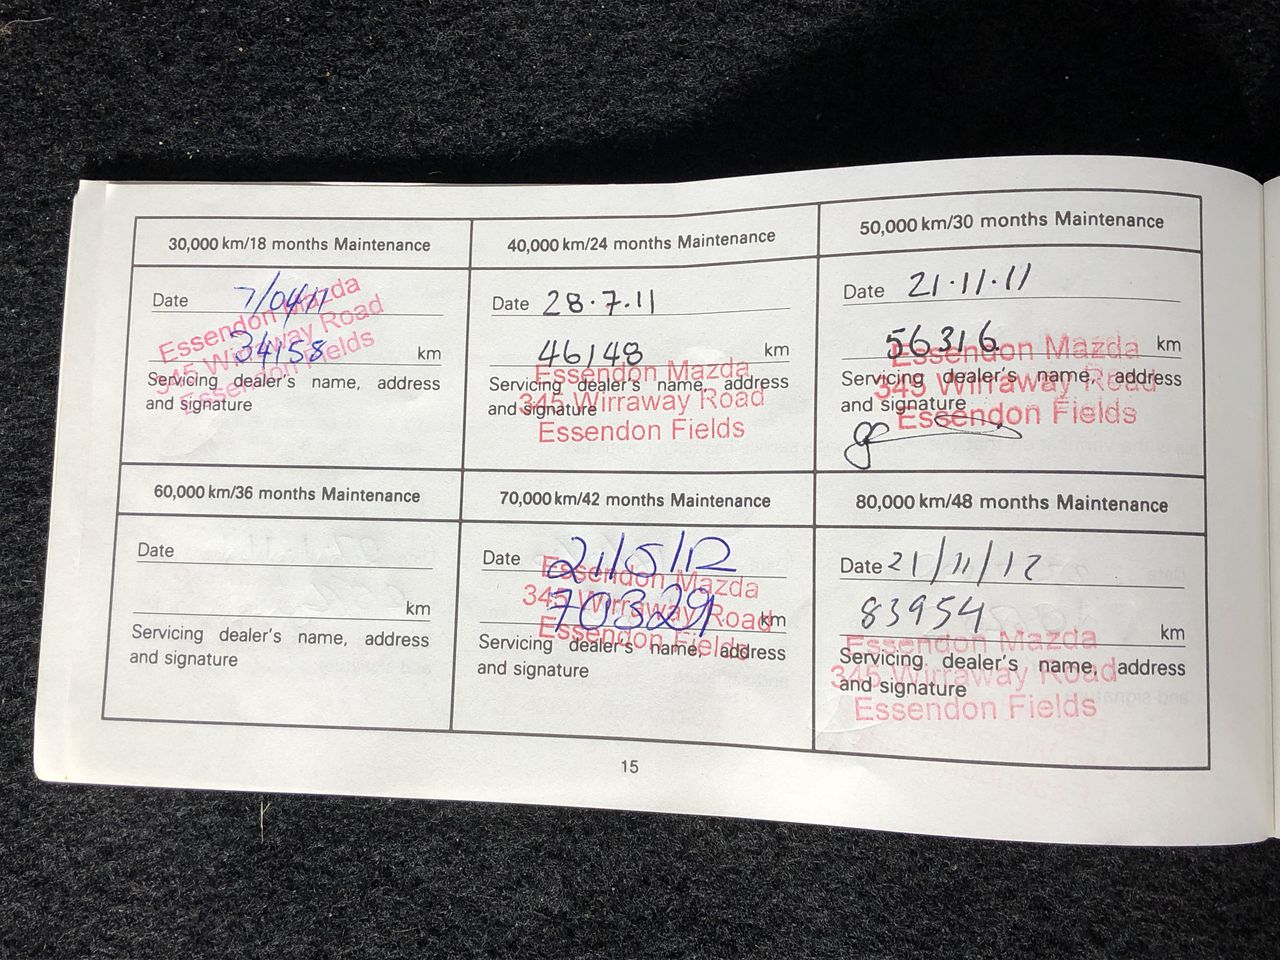 30,000 km/18 months Maintenance
Date 7/04/11
Essendon Mazda
34158 km
345 Wirraway Road
Essendon Fields
Servicing dealer's name, address
and signature
40,000 km/24 months Maintenance
Date 28.7.11
46148 km
Essendon Mazda
Servicing dealer's name, address
345 Wirraway Road
and signature
Essendon Fields
50,000 km/30 months Maintenance
Date 21.11.11
56316 km
Essendon Mazda
Servicing dealer's name, address
345 Wirraway Road
and signature
Essendon Fields
60,000 km/36 months Maintenance
Date
km
Servicing dealer's name, address
and signature
70,000 km/42 months Maintenance
Date 21/5/12
Essendon Mazda
70329 km
345 Wirraway Road
Essendon Fields
Servicing dealer's name, address
and signature
80,000 km/48 months Maintenance
Date 21/11/12
83954 km
Essendon Mazda
Servicing dealer's name, address
345 Wirraway Road
and signature
Essendon Fields
15